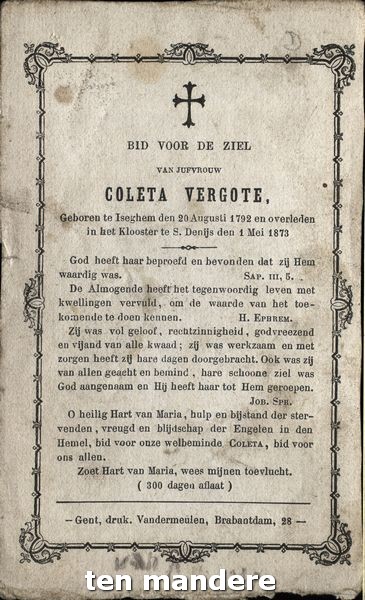 D
BID VOOR DE ZIEL
VAN JUFVROUW
COLETA VERGOTE,
Geboren te Iseghem den 20 Augusti 1792 en overleden
in het Klooster te S. Denijs den 1 Mei 1873
God heeft haar beproefd en bevonden dat zij Hem
waardig was. SAP. III, 5.
De Almogende heeft het tegenwoordig leven met
kwellingen vervuld, om de waarde van het toe-
komende te doen kennen. H. EPHREM.
Zij was vol geloof, rechtzinnigheid, godvreezend
en vijand van alle kwaad; zij was werkzaam en met
zorgen heeft zij hare dagen doorgebracht. Ook was zij
van allen geacht en bemind, hare schoone ziel was
God aangenaam en Hij heeft haar tot Hem geroepen.
JOB. SPR.
O heilig Hart van Maria, hulp en bijstand der ster-
venden, vreugd en blijdschap der Engelen in den
Hemel, bid voor onze welbeminde COLETA, bid voor
ons allen.
Zoet Hart van Maria, wees mijnen toevlucht.
( 300 dagen aflaat )
— Gent, druk. Vandermeulen, Brabantdam, 28 —
ten mandere